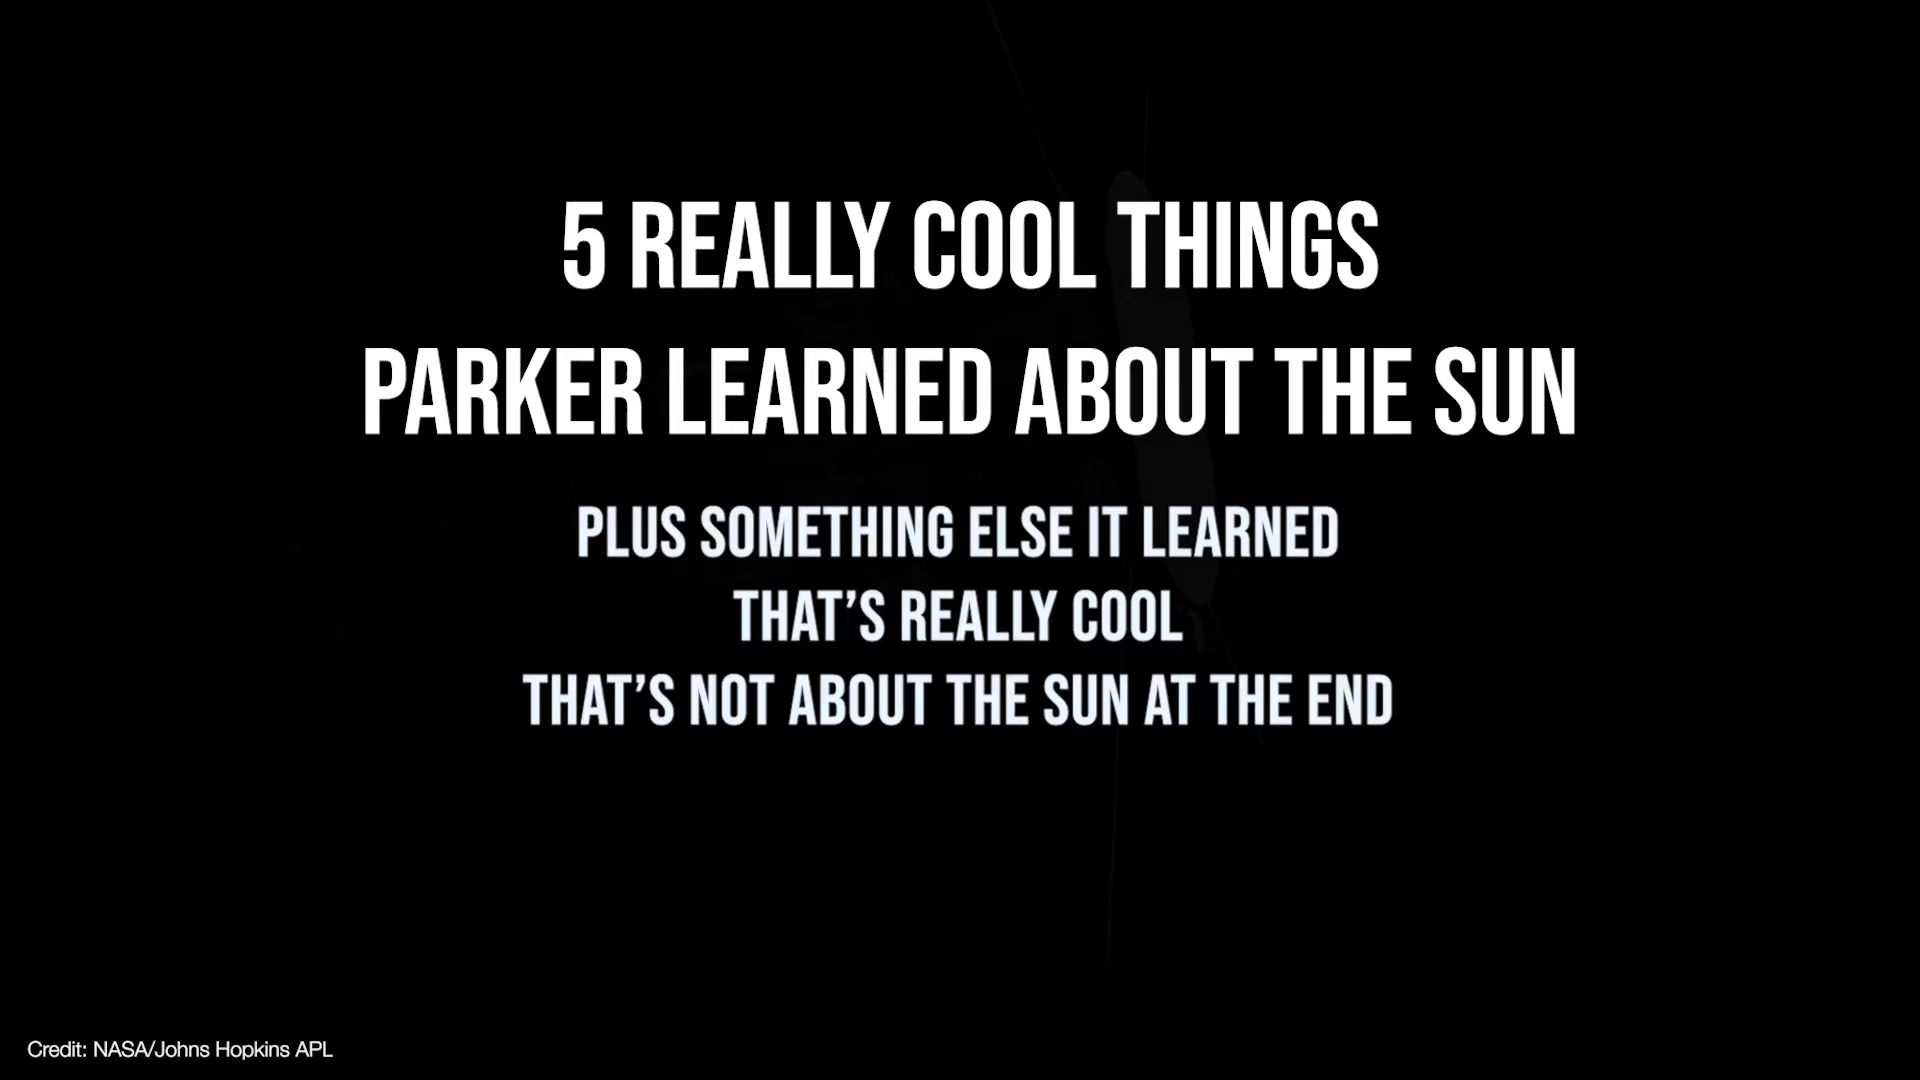 5 REALLY COOL THINGS
PARKER LEARNED ABOUT THE SUN
PLUS SOMETHING ELSE IT LEARNED
THAT’S REALLY COOL
THAT’S NOT ABOUT THE SUN AT THE END
Credit: NASA/Johns Hopkins APL